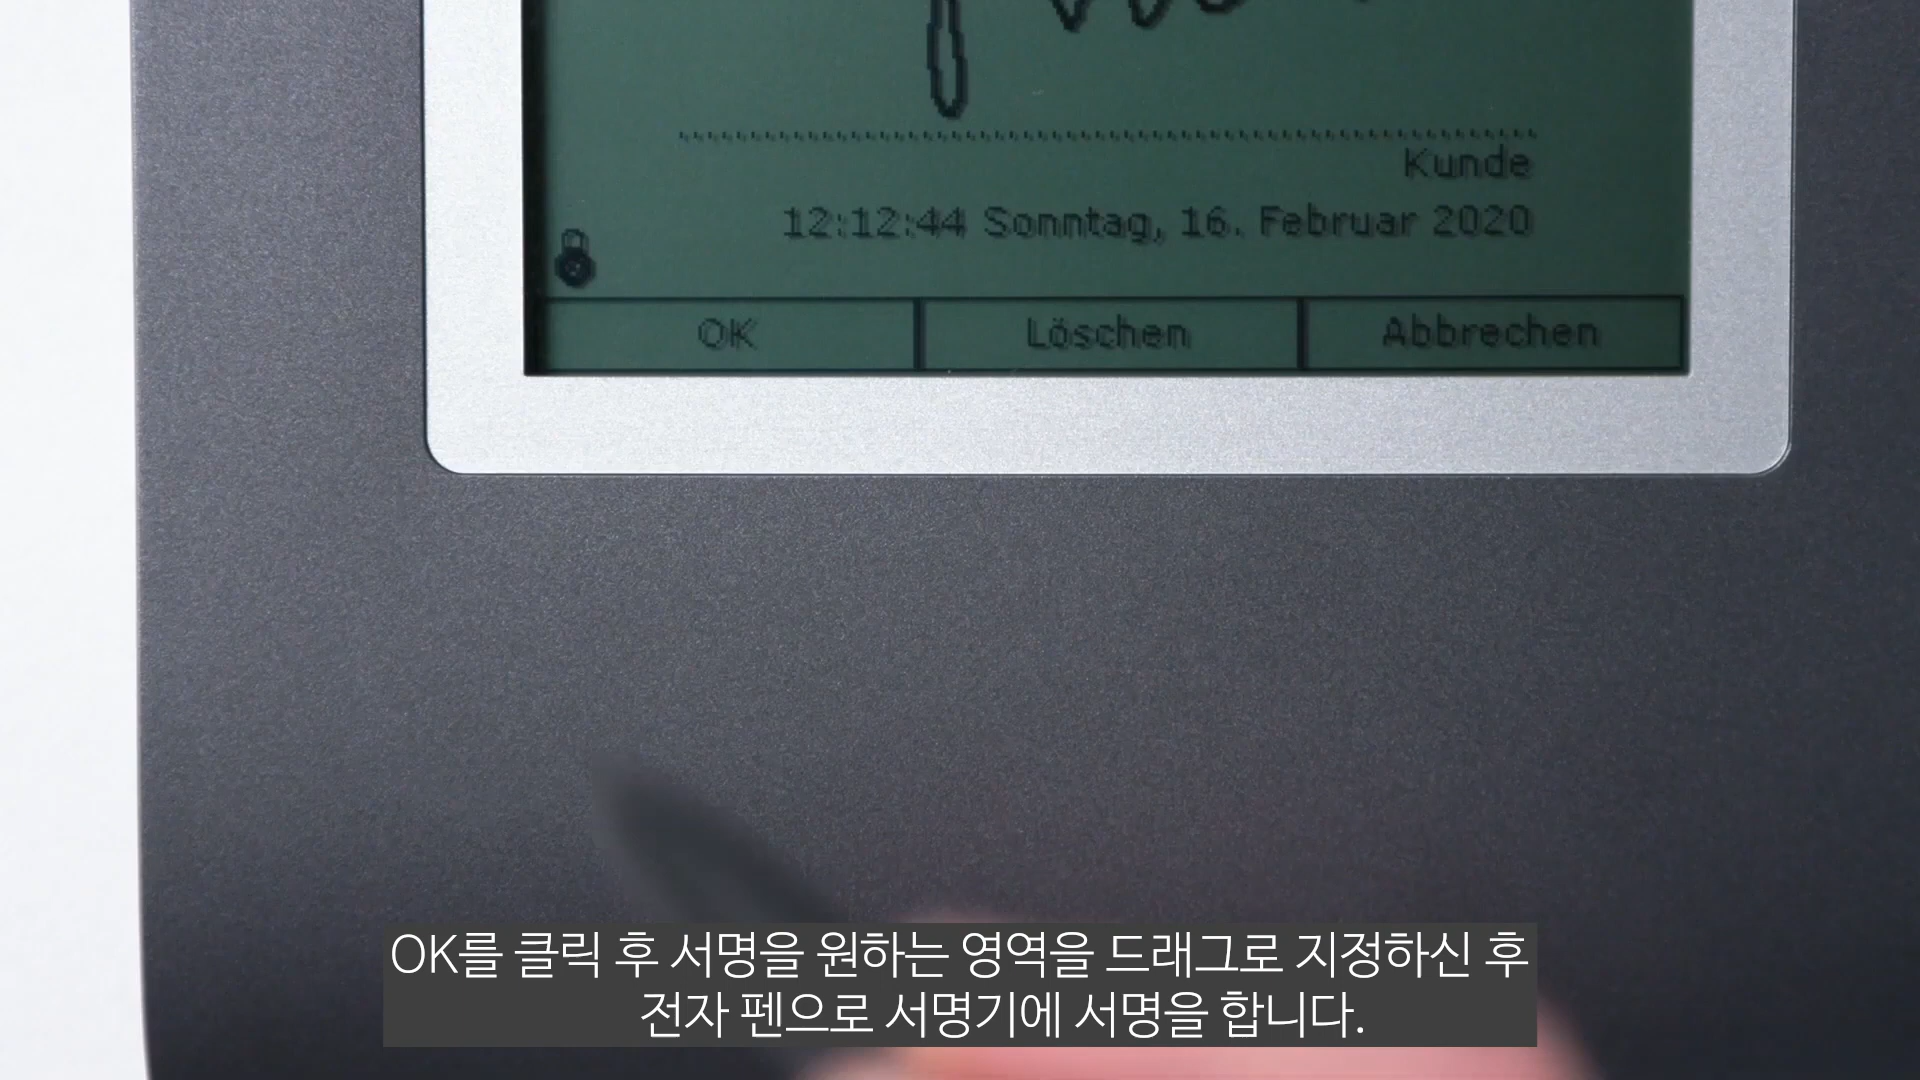 Kunde
12:12:44 Sonntag, 16. Februar 2020
OK
Löschen
Abbrechen
OK를 클릭 후 서명을 원하는 영역을 드래그로 지정하신 후
전자 펜으로 서명기에 서명을 합니다.